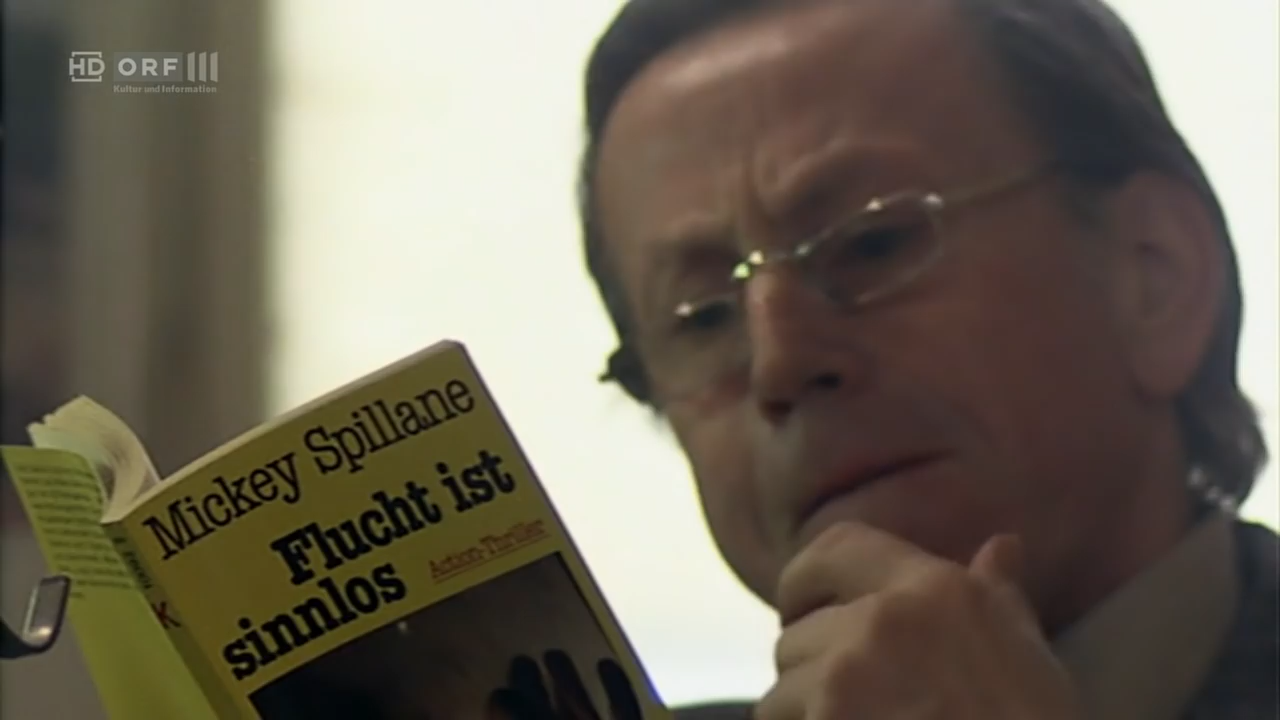 HD ORF III
Kultur und Information
Mickey Spillane
Flucht ist
sinnlos
Action-Thriller
K